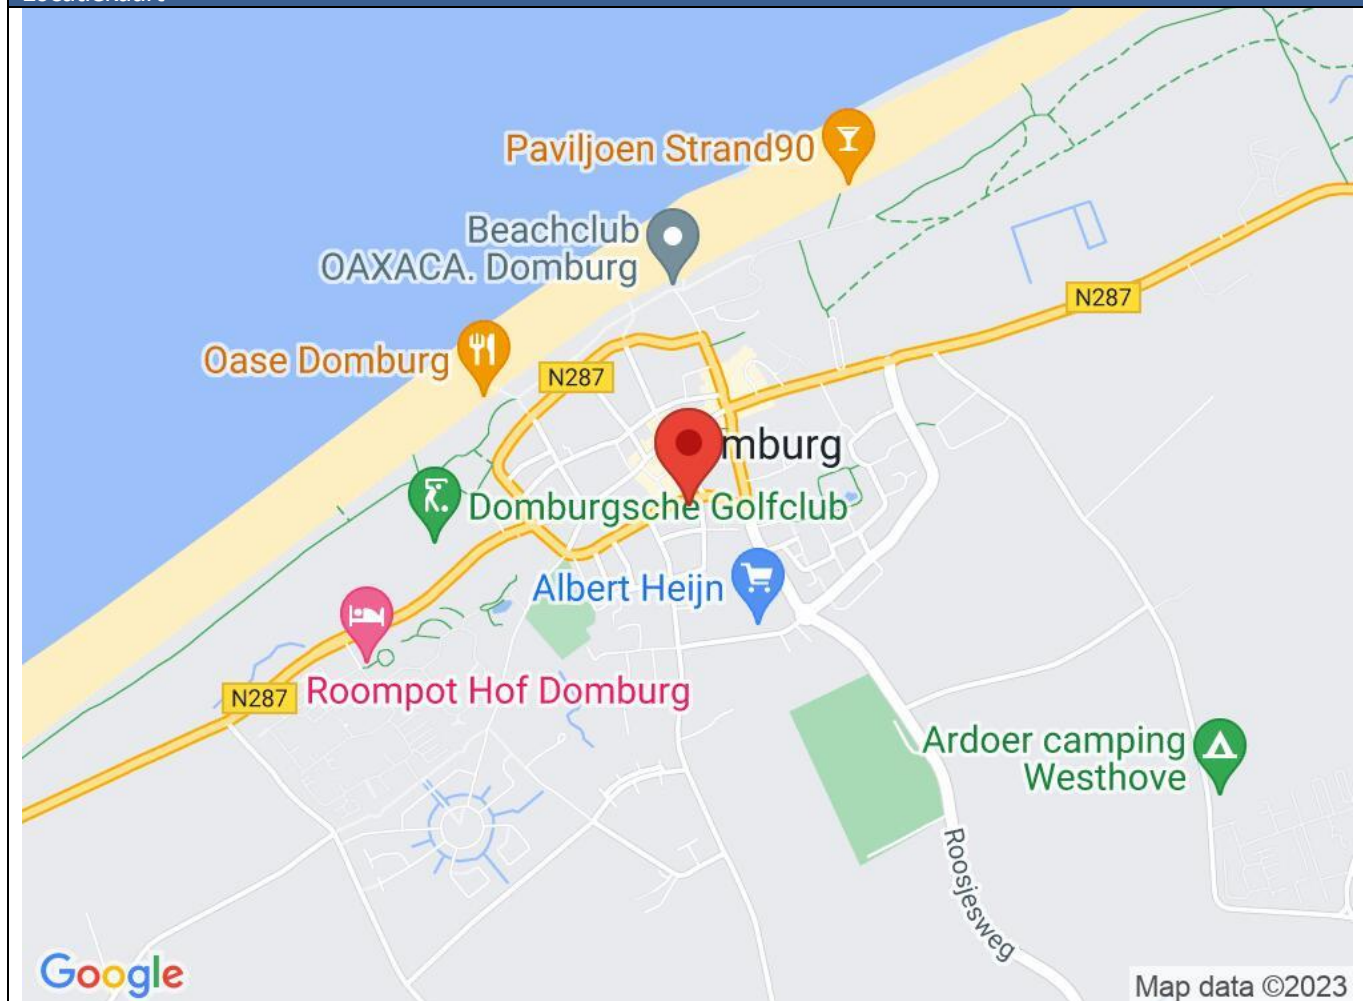 Paviljoen Strand90
Beachclub
OAXACA. Domburg
N287
Oase Domburg
N287
mburg
Domburgsche Golfclub
Albert Heijn
N287
Roompot Hof Domburg
Ardoer camping
Westhove
Roosjesweg
Google
Map data ©2023